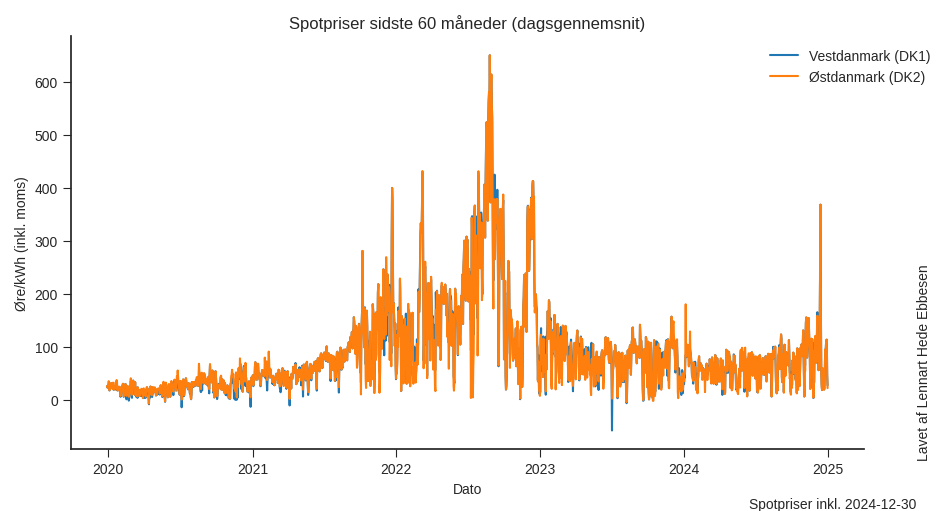 Spotpriser sidste 60 måneder (dagsgennemsnit)
Vestdanmark (DK1)
Østdanmark (DK2)
Øre/kWh (inkl. moms)
600
500
400
300
200
100
0
2020
2021
2022
2023
2024
2025
Dato
Lavet af Lennart Hede Ebbesen
Spotpriser inkl. 2024-12-30